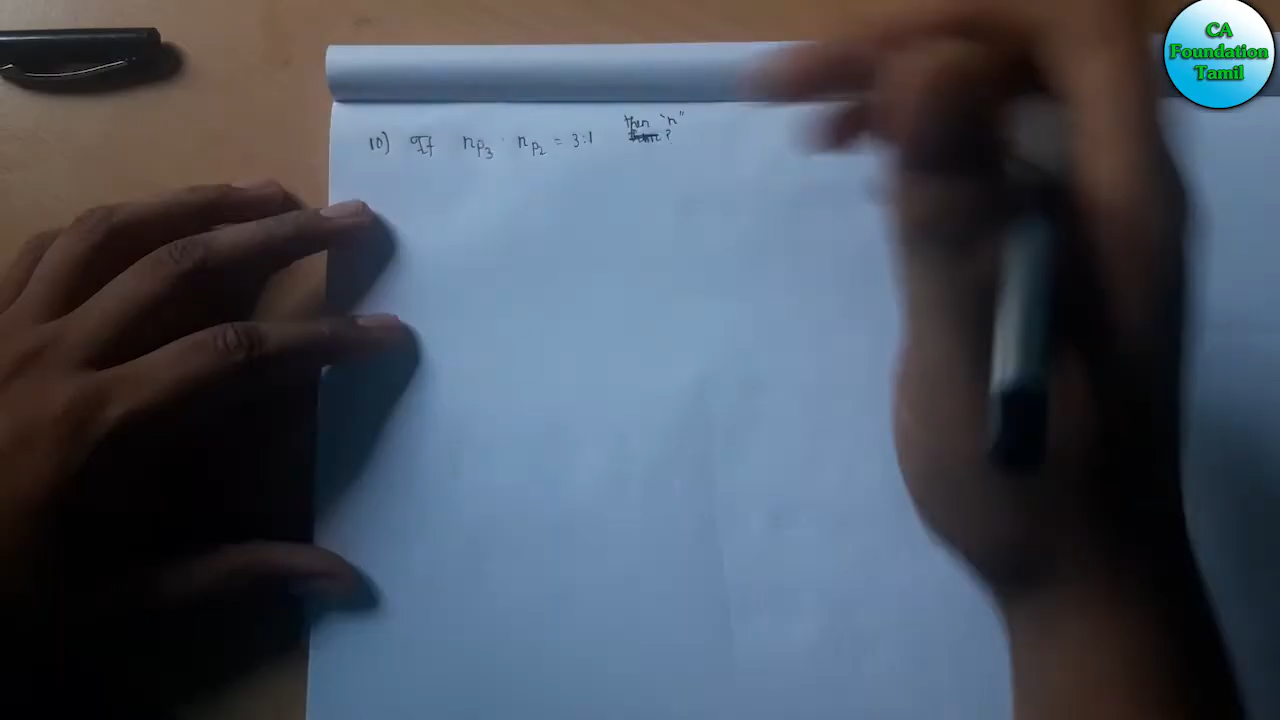 10) If nP3 : nP2 = 3:1 then "n" ?
CA
Foundation
Tamil